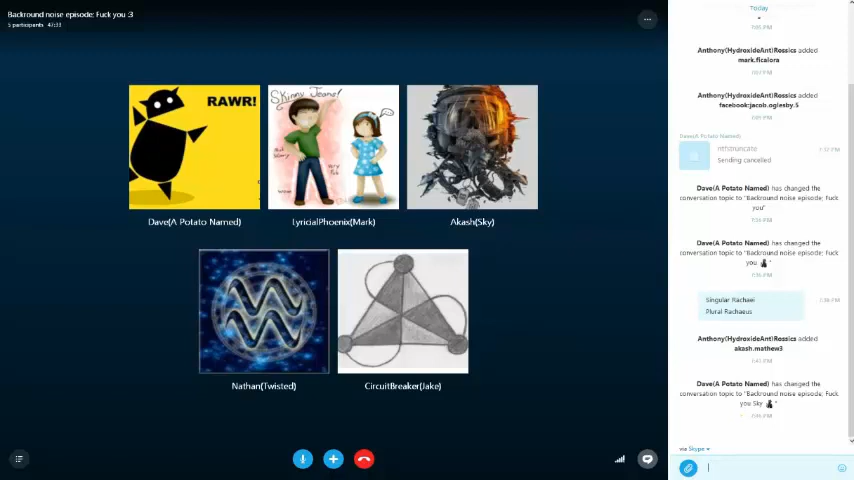 Backround noise episode: Fuck you :3
5 participants 47:33
RAWR!
Skinny Jeans!
Dave(A Potato Named)
LyricialPhoenix(Mark)
Akash(Sky)
Nathan(Twisted)
CircuitBreaker(Jake)
Today
Anthony(HydroxideAnt)Rossics added
mark.ficalora
Anthony(HydroxideAnt)Rossics added
facebook:jacob.oglesby.5
Dave(A Potato Named)
Sending cancelled
Dave(A Potato Named) has changed the
conversation topic to "Backround noise episode; Fuck
you"
Dave(A Potato Named) has changed the
conversation topic to "Backround noise episode; Fuck
you "
Singular Rachaei
Plural Rachaeus
Anthony(HydroxideAnt)Rossics added
akash.mathew3
Dave(A Potato Named) has changed the
conversation topic to "Backround noise episode; Fuck
you Sky "
via Skype